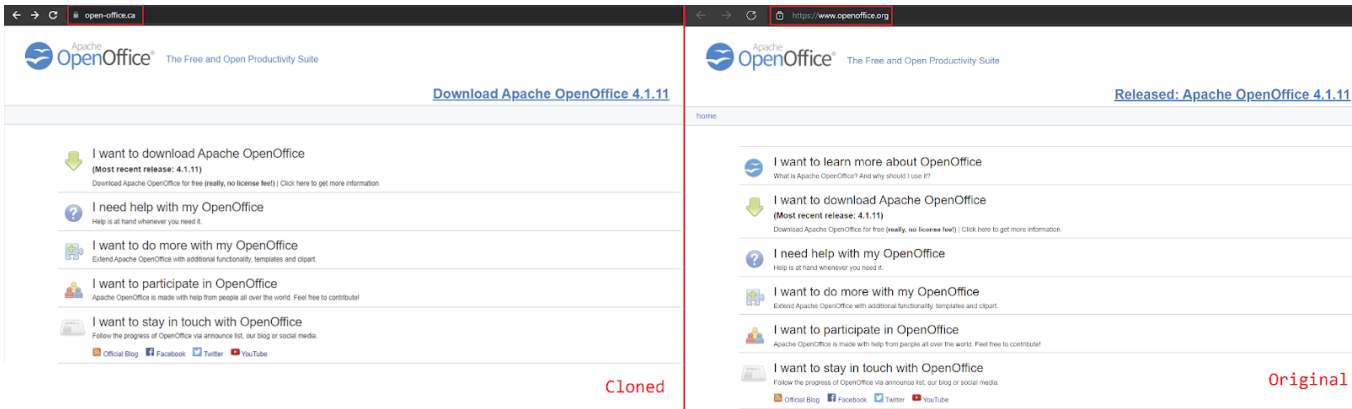 open-office.ca
Apache
OpenOffice® The Free and Open Productivity Suite
Download Apache OpenOffice 4.1.11
I want to download Apache OpenOffice
(Most recent release: 4.1.11)
Download Apache OpenOffice for free (really, no license fee!) | Click here to get more information.
I need help with my OpenOffice
Help is at hand whenever you need it.
I want to do more with my OpenOffice
Extend Apache OpenOffice with additional functionality, templates and clipart.
I want to participate in OpenOffice
Apache OpenOffice is made with help from people all over the world. Feel free to contribute!
I want to stay in touch with OpenOffice
Follow the progress of OpenOffice via announce list, our blog or social media.
Official Blog Facebook Twitter YouTube
Cloned
https://www.openoffice.org
Apache
OpenOffice® The Free and Open Productivity Suite
Released: Apache OpenOffice 4.1.11
home
I want to learn more about OpenOffice
What is Apache OpenOffice? And why should I use it?
I want to download Apache OpenOffice
(Most recent release: 4.1.11)
Download Apache OpenOffice for free (really, no license fee!) | Click here to get more information.
I need help with my OpenOffice
Help is at hand whenever you need it.
I want to do more with my OpenOffice
Extend Apache OpenOffice with additional functionality, templates and clipart.
I want to participate in OpenOffice
Apache OpenOffice is made with help from people all over the world. Feel free to contribute!
I want to stay in touch with OpenOffice
Follow the progress of OpenOffice via announce list, our blog or social media.
Official Blog Facebook Twitter YouTube
Original